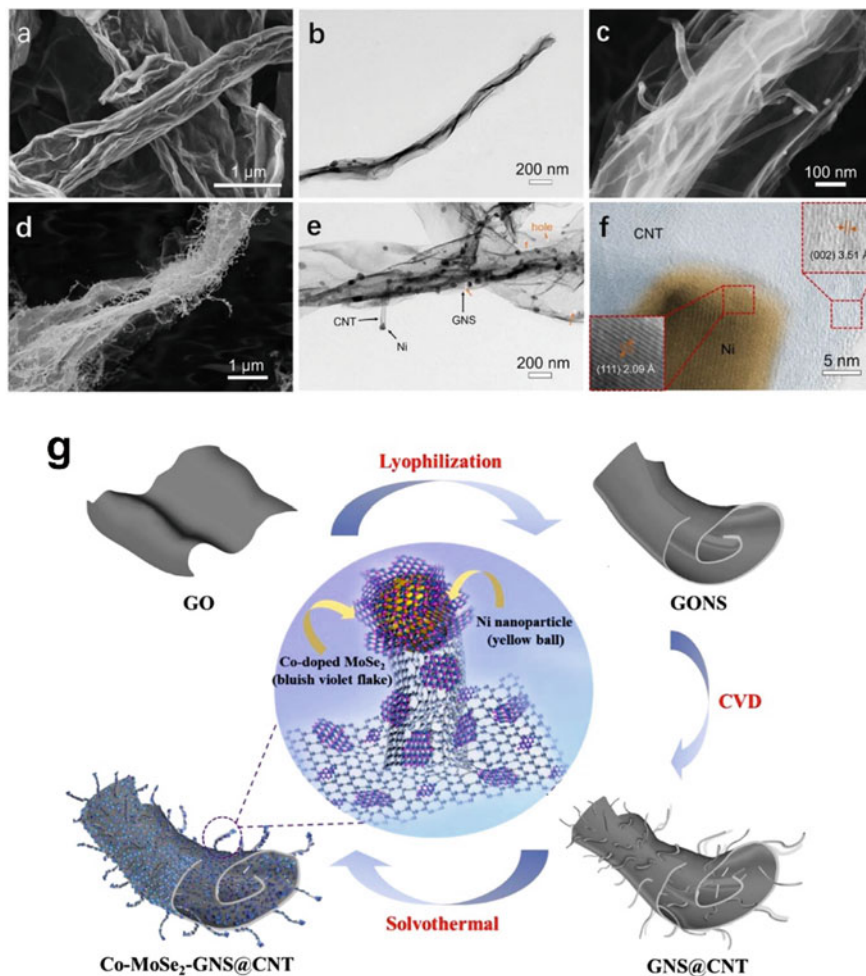 a
1 µm
b
200 nm
c
100 nm
d
1 µm
e
hole
CNT
Ni
GNS
200 nm
f
CNT
(002) 3.51 Å
Ni
(111) 2.09 Å
5 nm
g
Lyophilization
GO
GONS
Ni nanoparticle
(yellow ball)
Co-doped MoSe₂
(bluish violet flake)
CVD
Solvothermal
Co-MoSe₂-GNS@CNT
GNS@CNT